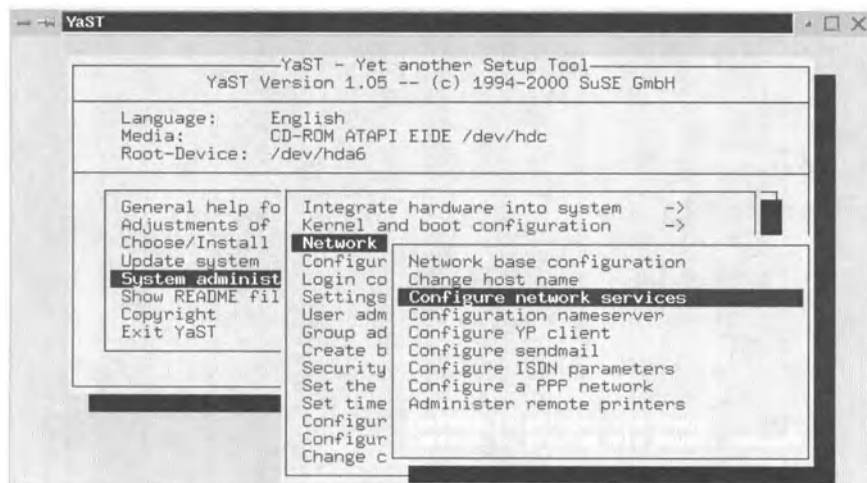 YaST
YaST - Yet another Setup Tool
YaST Version 1.05 -- (c) 1994-2000 SuSE GmbH
Language: English
Media: CD-ROM ATAPI EIDE /dev/hdc
Root-Device: /dev/hda6
General help fo
Adjustments of
Choose/Install
Update system
System administ
Show README fil
Copyright
Exit YaST
Integrate hardware into system ->
Kernel and boot configuration ->
Network
Configur
Login co
Settings
User adm
Group ad
Create b
Security
Set the
Set time
Configur
Configur
Change c
Network base configuration
Change host name
Configure network services
Configuration nameserver
Configure YP client
Configure sendmail
Configure ISDN parameters
Configure a PPP network
Administer remote printers